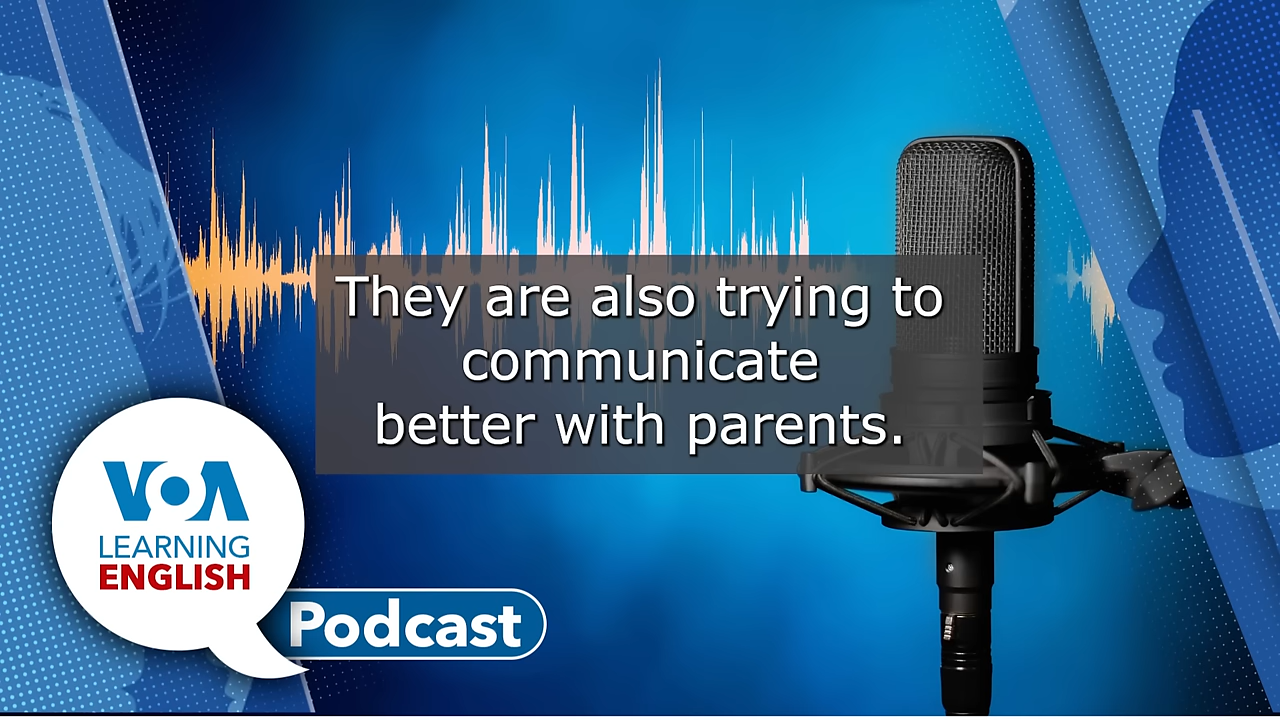 They are also trying to
communicate
better with parents.
VOA
LEARNING
ENGLISH
Podcast